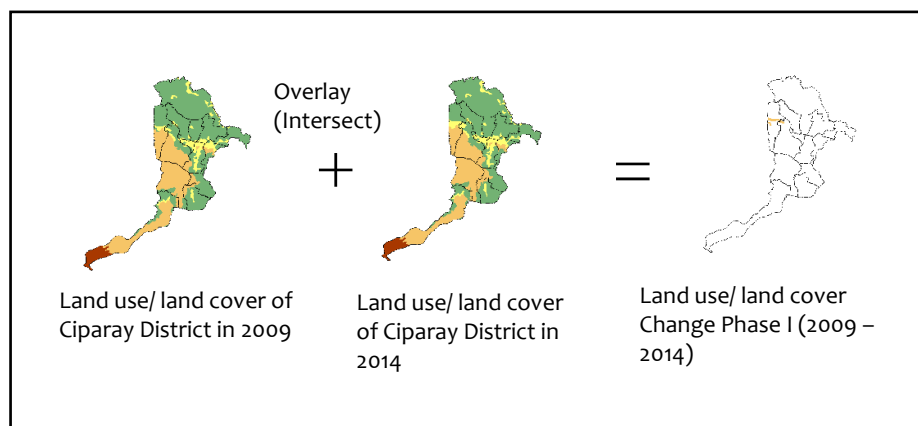 Overlay
(Intersect)
+
=
Land use/ land cover of
Ciparay District in 2009
Land use/ land cover
of Ciparay District in
2014
Land use/ land cover
Change Phase I (2009 –
2014)